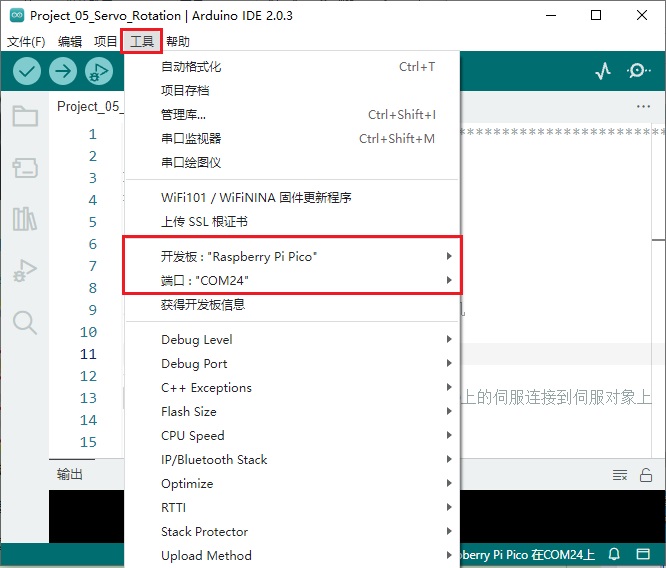 Project_05_Servo_Rotation | Arduino IDE 2.0.3
文件(F) 编辑 项目 工具 帮助
自动格式化 Ctrl+T
项目存档
Project_05_
管理库... Ctrl+Shift+I
串口监视器 Ctrl+Shift+M
串口绘图仪
WiFi101 / WiFiNINA 固件更新程序
上传 SSL 根证书
开发板 : "Raspberry Pi Pico"
端口 : "COM24"
获得开发板信息
Debug Level
Debug Port
C++ Exceptions
Flash Size
CPU Speed
IP/Bluetooth Stack
Optimize
RTTI
Stack Protector
Upload Method
1
2
3
4
5
6
7
8
9
10
11
12
13 上的伺服连接到伺服对象上
14
15
输出
berry Pi Pico 在COM24上